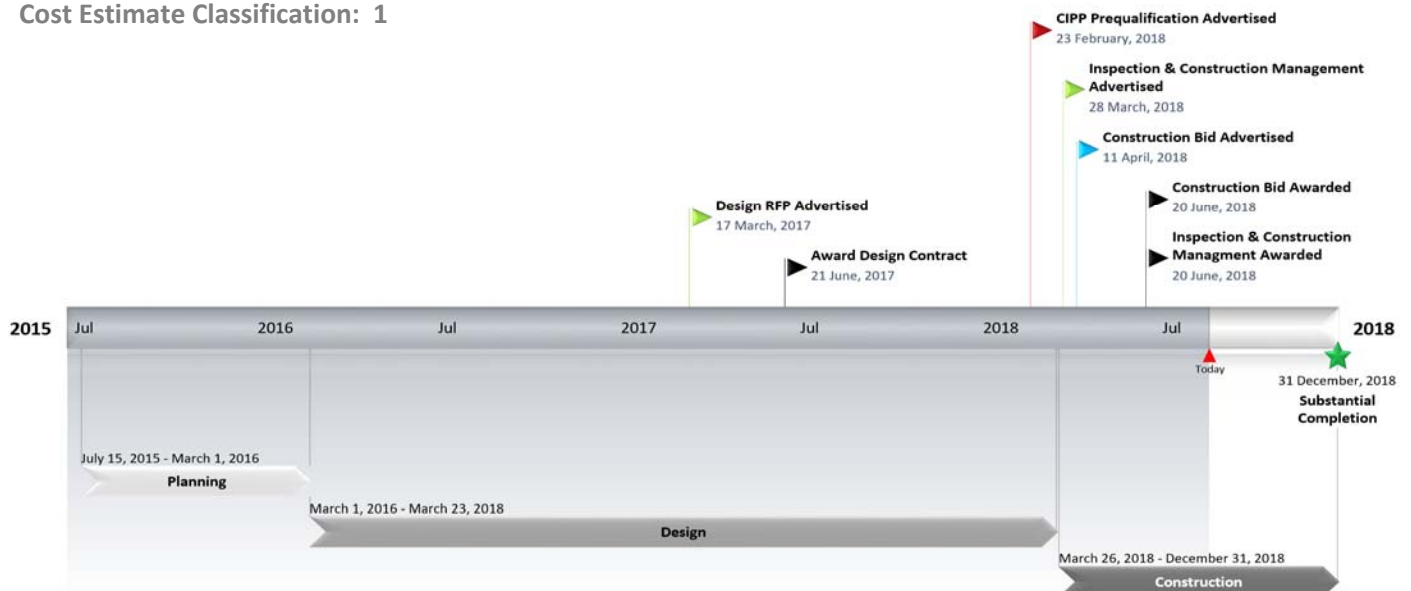 Cost Estimate Classification: 1
CIPP Prequalification Advertised
23 February, 2018
Inspection & Construction Management
Advertised
28 March, 2018
Construction Bid Advertised
11 April, 2018
Construction Bid Awarded
20 June, 2018
Inspection & Construction
Managment Awarded
20 June, 2018
Design RFP Advertised
17 March, 2017
Award Design Contract
21 June, 2017
2015 Jul 2016 Jul 2017 Jul 2018 Jul 2018
Today
31 December, 2018
Substantial
Completion
July 15, 2015 - March 1, 2016
Planning
March 1, 2016 - March 23, 2018
Design
March 26, 2018 - December 31, 2018
Construction